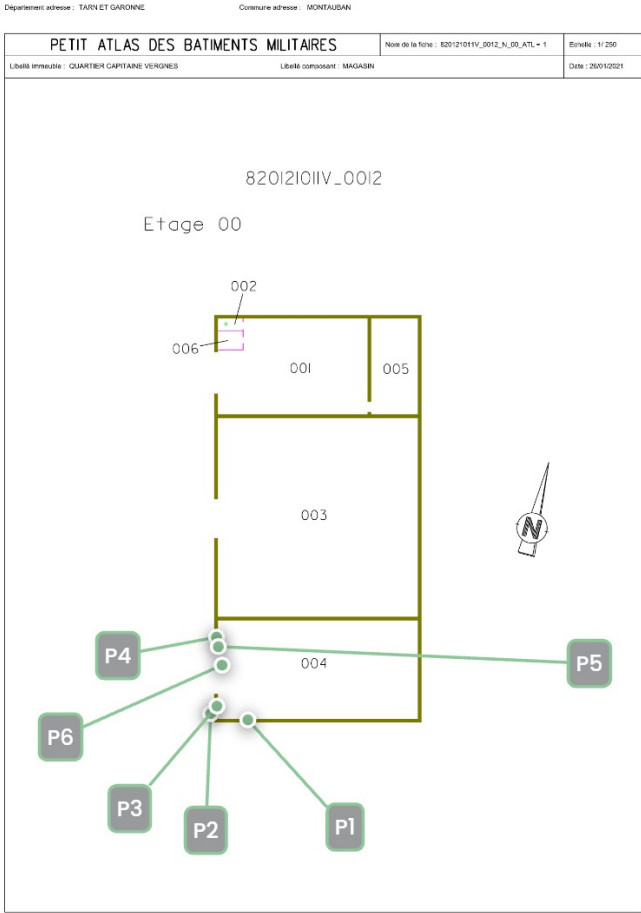 Département adresse : TARN ET GARONNE Commune adresse : MONTAUBAN
PETIT ATLAS DES BATIMENTS MILITAIRES Nom de la fiche : 820121011V_0012_N_00_ATL - 1 Echelle : 1/ 250
Libellé immeuble : QUARTIER CAPITAINE VERGNES Libellé composant : MAGASIN Date : 26/01/2021
820121011V_0012
Etage 00
002
006
001
005
003
N
004
P4
P5
P6
P3
P2
P1